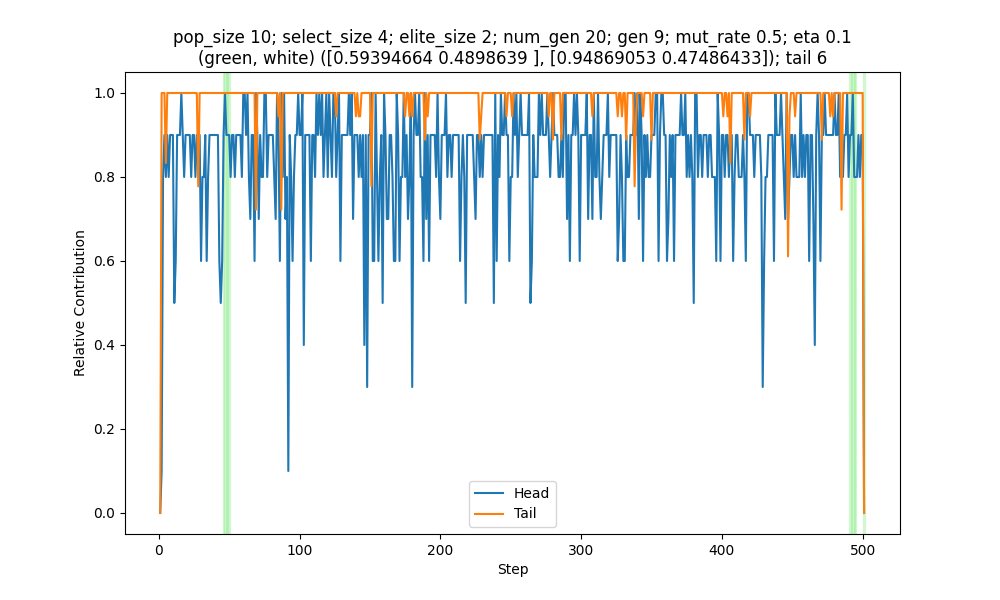 pop_size 10; select_size 4; elite_size 2; num_gen 20; gen 9; mut_rate 0.5; eta 0.1
(green, white) ([0.59394664 0.4898639 ], [0.94869053 0.47486433]); tail 6
1.0
0.8
0.6
0.4
0.2
0.0
Relative Contribution
Head
Tail
0 100 200 300 400 500
Step